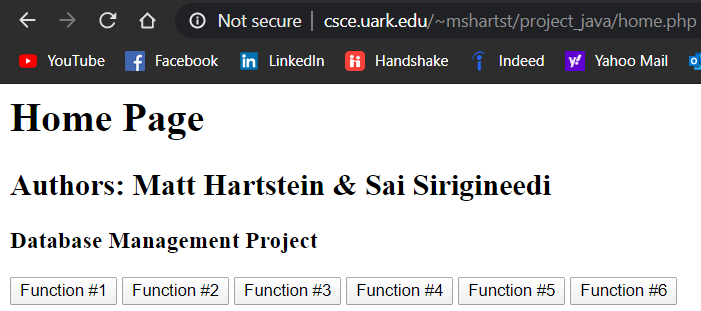 Not secure | csce.uark.edu/~mshartst/project_java/home.php
YouTube Facebook LinkedIn Handshake Indeed Yahoo Mail
Home Page
Authors: Matt Hartstein & Sai Sirigineedi
Database Management Project
Function #1 Function #2 Function #3 Function #4 Function #5 Function #6